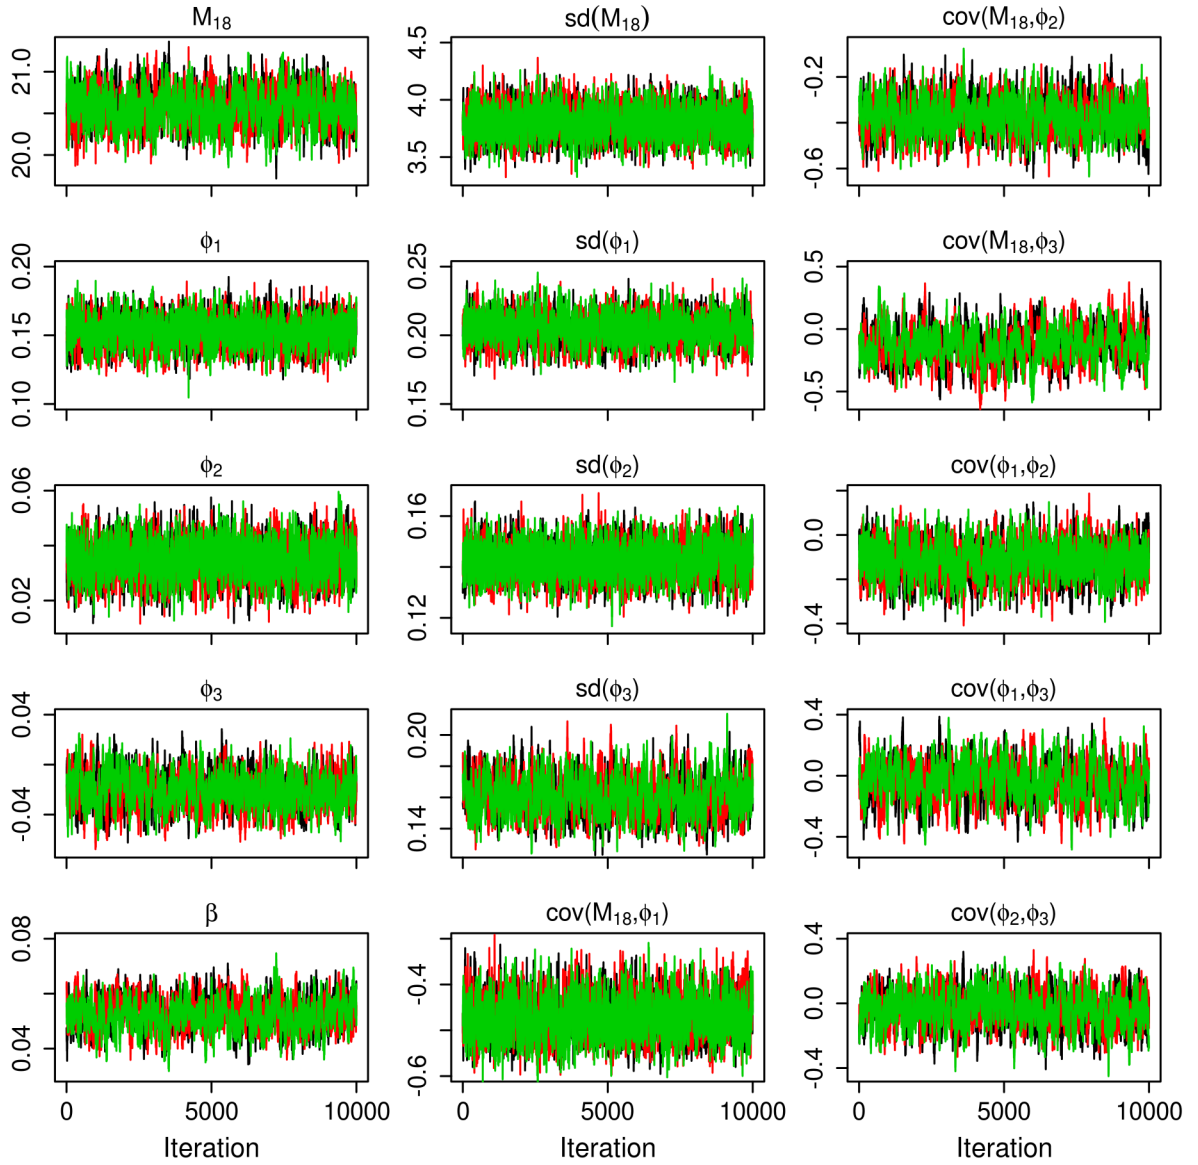 M₁₈ sd(M₁₈) cov(M₁₈,ϕ₂)
21.0 4.5 -0.2
20.0 4.0 -0.6
3.5
ϕ₁ sd(ϕ₁) cov(M₁₈,ϕ₃)
0.20 0.25 0.5
0.15 0.20 0.0
0.10 0.15 -0.5
ϕ₂ sd(ϕ₂) cov(ϕ₁,ϕ₂)
0.06 0.16 0.0
0.02 0.12 -0.4
ϕ₃ sd(ϕ₃) cov(ϕ₁,ϕ₃)
0.04 0.20 0.4
-0.04 0.14 0.0
-0.4
β cov(M₁₈,ϕ₁) cov(ϕ₂,ϕ₃)
0.08 -0.4 0.4
0.04 -0.6 0.0
-0.4
0 5000 10000 0 5000 10000 0 5000 10000
Iteration Iteration Iteration